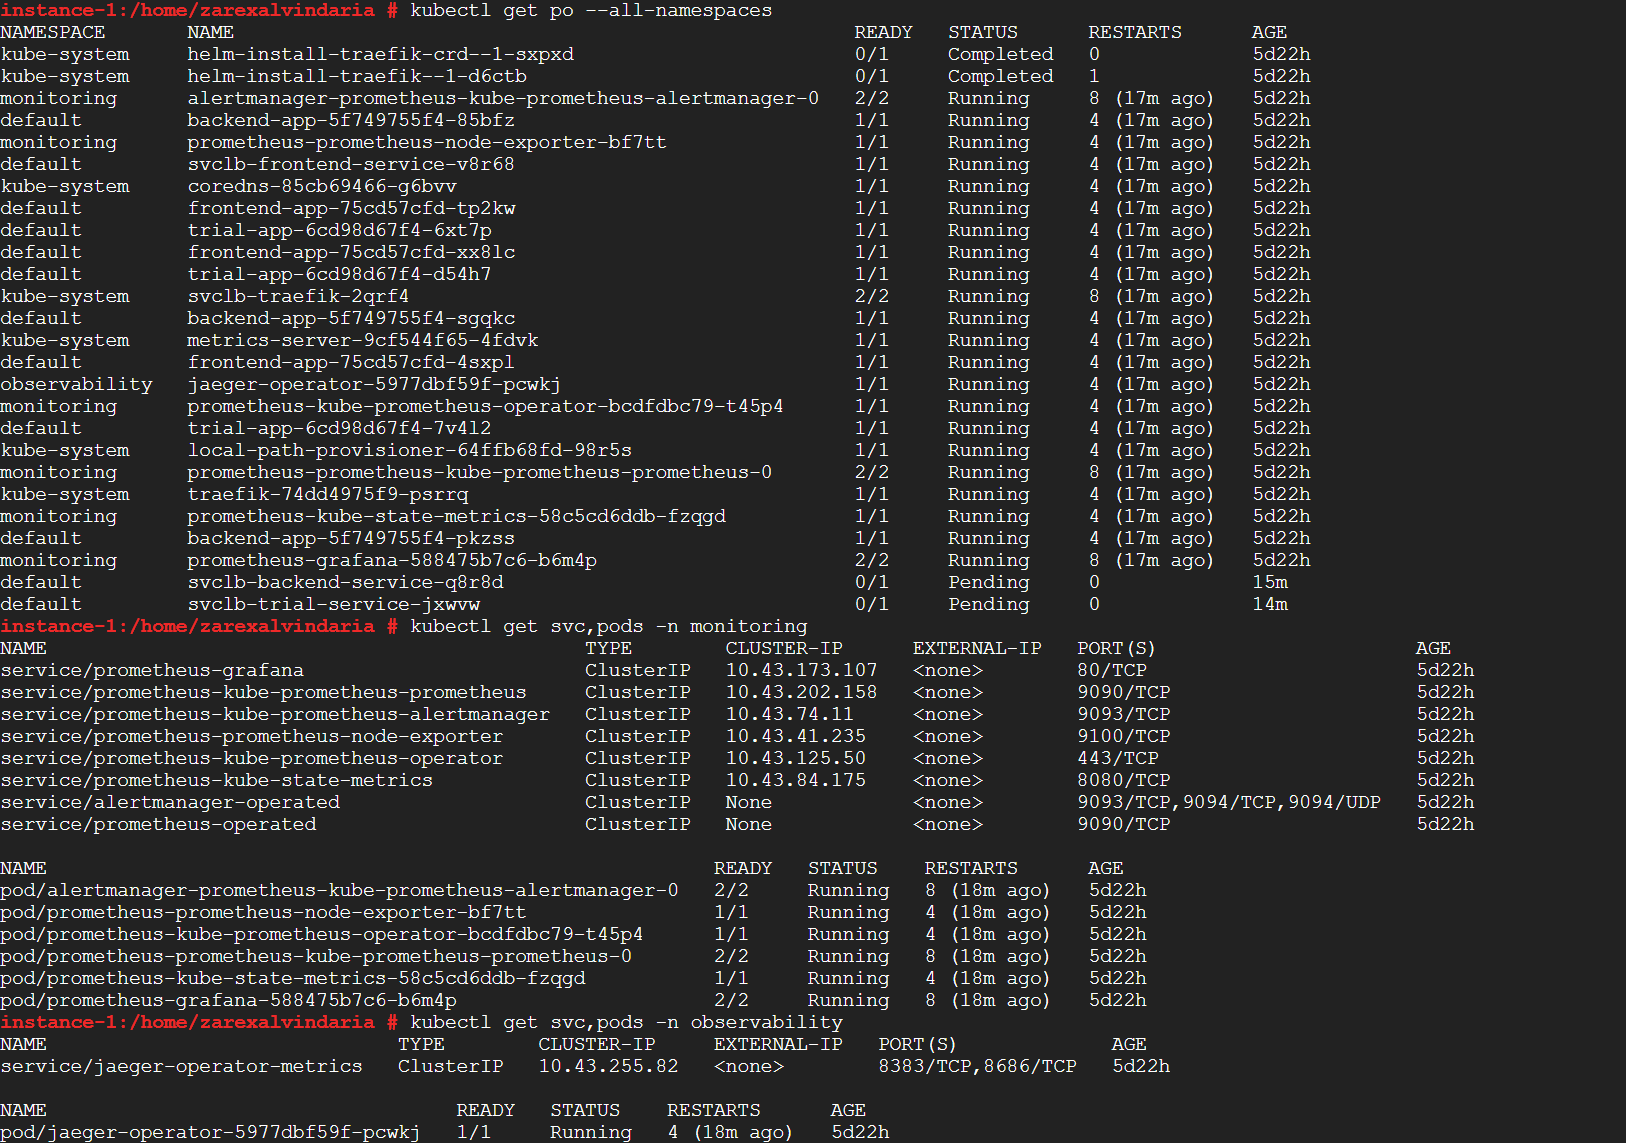 instance-1:/home/zarexalvindaria # kubectl get po --all-namespaces
NAMESPACE NAME READY STATUS RESTARTS AGE
kube-system helm-install-traefik-crd--1-sxpxd 0/1 Completed 0 5d22h
kube-system helm-install-traefik--1-d6ctb 0/1 Completed 1 5d22h
monitoring alertmanager-prometheus-kube-prometheus-alertmanager-0 2/2 Running 8 (17m ago) 5d22h
default backend-app-5f749755f4-85bfz 1/1 Running 4 (17m ago) 5d22h
monitoring prometheus-prometheus-node-exporter-bf7tt 1/1 Running 4 (17m ago) 5d22h
default svclb-frontend-service-v8r68 1/1 Running 4 (17m ago) 5d22h
kube-system coredns-85cb69466-g6bvv 1/1 Running 4 (17m ago) 5d22h
default frontend-app-75cd57cfd-tp2kw 1/1 Running 4 (17m ago) 5d22h
default trial-app-6cd98d67f4-6xt7p 1/1 Running 4 (17m ago) 5d22h
default frontend-app-75cd57cfd-xx8lc 1/1 Running 4 (17m ago) 5d22h
default trial-app-6cd98d67f4-d54h7 1/1 Running 4 (17m ago) 5d22h
kube-system svclb-traefik-2qrf4 2/2 Running 8 (17m ago) 5d22h
default backend-app-5f749755f4-sgqkc 1/1 Running 4 (17m ago) 5d22h
kube-system metrics-server-9cf544f65-4fdvk 1/1 Running 4 (17m ago) 5d22h
default frontend-app-75cd57cfd-4sxpl 1/1 Running 4 (17m ago) 5d22h
observability jaeger-operator-5977dbf59f-pcwkj 1/1 Running 4 (17m ago) 5d22h
monitoring prometheus-kube-prometheus-operator-bcdfdbc79-t45p4 1/1 Running 4 (17m ago) 5d22h
default trial-app-6cd98d67f4-7v4l2 1/1 Running 4 (17m ago) 5d22h
kube-system local-path-provisioner-64ffb68fd-98r5s 1/1 Running 4 (17m ago) 5d22h
monitoring prometheus-prometheus-kube-prometheus-prometheus-0 2/2 Running 8 (17m ago) 5d22h
kube-system traefik-74dd4975f9-psrrq 1/1 Running 4 (17m ago) 5d22h
monitoring prometheus-kube-state-metrics-58c5cd6ddb-fzqgd 1/1 Running 4 (17m ago) 5d22h
default backend-app-5f749755f4-pkzss 1/1 Running 4 (17m ago) 5d22h
monitoring prometheus-grafana-588475b7c6-b6m4p 2/2 Running 8 (17m ago) 5d22h
default svclb-backend-service-q8r8d 0/1 Pending 0 15m
default svclb-trial-service-jxwvw 0/1 Pending 0 14m
instance-1:/home/zarexalvindaria # kubectl get svc,pods -n monitoring
NAME TYPE CLUSTER-IP EXTERNAL-IP PORT(S) AGE
service/prometheus-grafana ClusterIP 10.43.173.107 <none> 80/TCP 5d22h
service/prometheus-kube-prometheus-prometheus ClusterIP 10.43.202.158 <none> 9090/TCP 5d22h
service/prometheus-kube-prometheus-alertmanager ClusterIP 10.43.74.11 <none> 9093/TCP 5d22h
service/prometheus-prometheus-node-exporter ClusterIP 10.43.41.235 <none> 9100/TCP 5d22h
service/prometheus-kube-prometheus-operator ClusterIP 10.43.125.50 <none> 443/TCP 5d22h
service/prometheus-kube-state-metrics ClusterIP 10.43.84.175 <none> 8080/TCP 5d22h
service/alertmanager-operated ClusterIP None <none> 9093/TCP,9094/TCP,9094/UDP 5d22h
service/prometheus-operated ClusterIP None <none> 9090/TCP 5d22h
NAME READY STATUS RESTARTS AGE
pod/alertmanager-prometheus-kube-prometheus-alertmanager-0 2/2 Running 8 (18m ago) 5d22h
pod/prometheus-prometheus-node-exporter-bf7tt 1/1 Running 4 (18m ago) 5d22h
pod/prometheus-kube-prometheus-operator-bcdfdbc79-t45p4 1/1 Running 4 (18m ago) 5d22h
pod/prometheus-prometheus-kube-prometheus-prometheus-0 2/2 Running 8 (18m ago) 5d22h
pod/prometheus-kube-state-metrics-58c5cd6ddb-fzqgd 1/1 Running 4 (18m ago) 5d22h
pod/prometheus-grafana-588475b7c6-b6m4p 2/2 Running 8 (18m ago) 5d22h
instance-1:/home/zarexalvindaria # kubectl get svc,pods -n observability
NAME TYPE CLUSTER-IP EXTERNAL-IP PORT(S) AGE
service/jaeger-operator-metrics ClusterIP 10.43.255.82 <none> 8383/TCP,8686/TCP 5d22h
NAME READY STATUS RESTARTS AGE
pod/jaeger-operator-5977dbf59f-pcwkj 1/1 Running 4 (18m ago) 5d22h